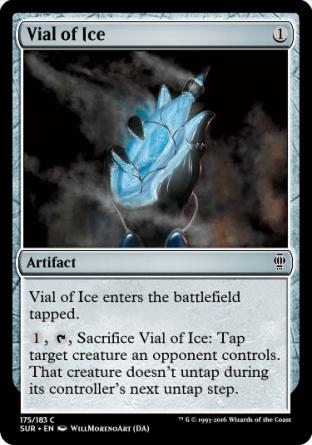 Vial of Ice 1
Artifact
Vial of Ice enters the battlefield
tapped.
1, , Sacrifice Vial of Ice: Tap
target creature an opponent controls.
That creature doesn't untap during
its controller's next untap step.
175/183 C
SUR • EN WillMorenoArt (DA)
™ & © 1993-2016 Wizards of the Coast